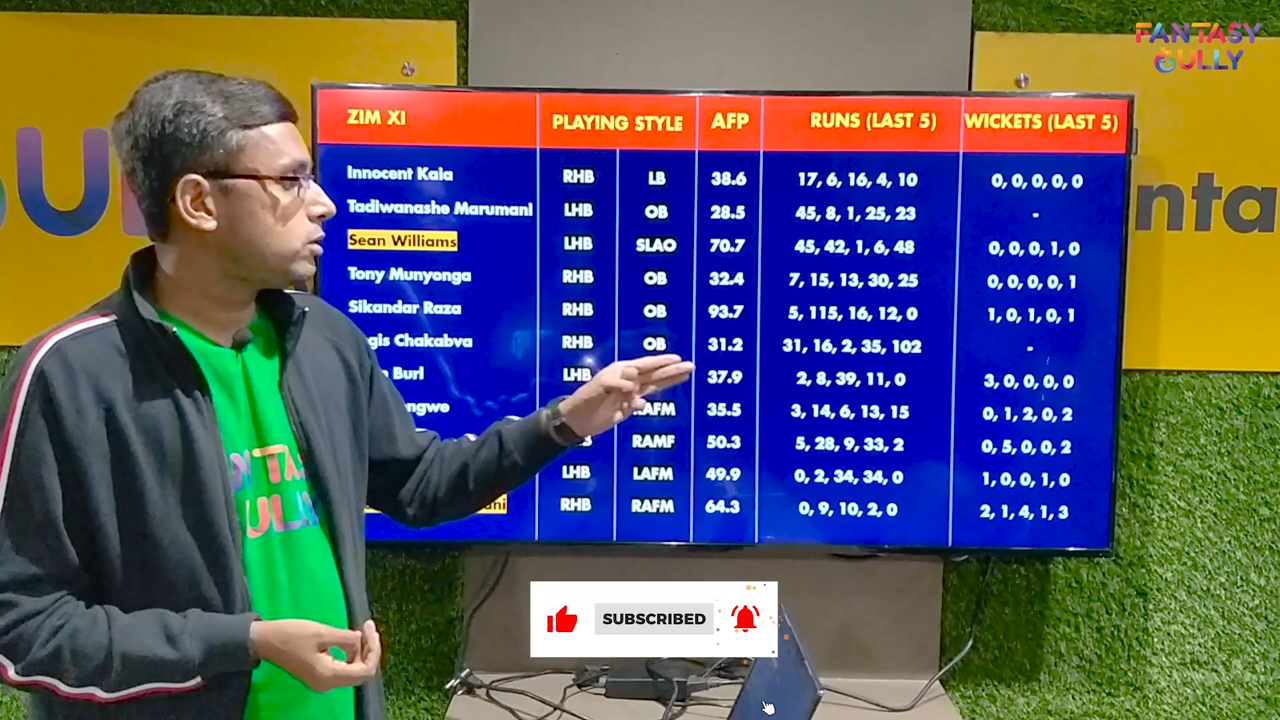 FANTASY
GULLY
ZIM XI PLAYING STYLE AFP RUNS (LAST 5) WICKETS (LAST 5)
Innocent Kaia RHB LB 38.6 17, 6, 16, 4, 10 0, 0, 0, 0, 0
Tadiwanashe Marumani LHB OB 28.5 45, 8, 1, 25, 23 -
Sean Williams LHB SLAO 70.7 45, 42, 1, 6, 48 0, 0, 0, 1, 0
Tony Munyonga RHB OB 32.4 7, 15, 13, 30, 25 0, 0, 0, 0, 1
Sikandar Raza RHB OB 93.7 5, 115, 16, 12, 0 1, 0, 1, 0, 1
gis Chakabva RHB OB 31.2 31, 16, 2, 35, 102 -
Burl LHB 37.9 2, 8, 39, 11, 0 3, 0, 0, 0, 0
ngwe RAFM 35.5 3, 14, 6, 13, 15 0, 1, 2, 0, 2
RAMF 50.3 5, 28, 9, 33, 2 0, 5, 0, 0, 2
LHB LAFM 49.9 0, 2, 34, 34, 0 1, 0, 0, 1, 0
ani RHB RAFM 64.3 0, 9, 10, 2, 0 2, 1, 4, 1, 3
nta
SUBSCRIBED